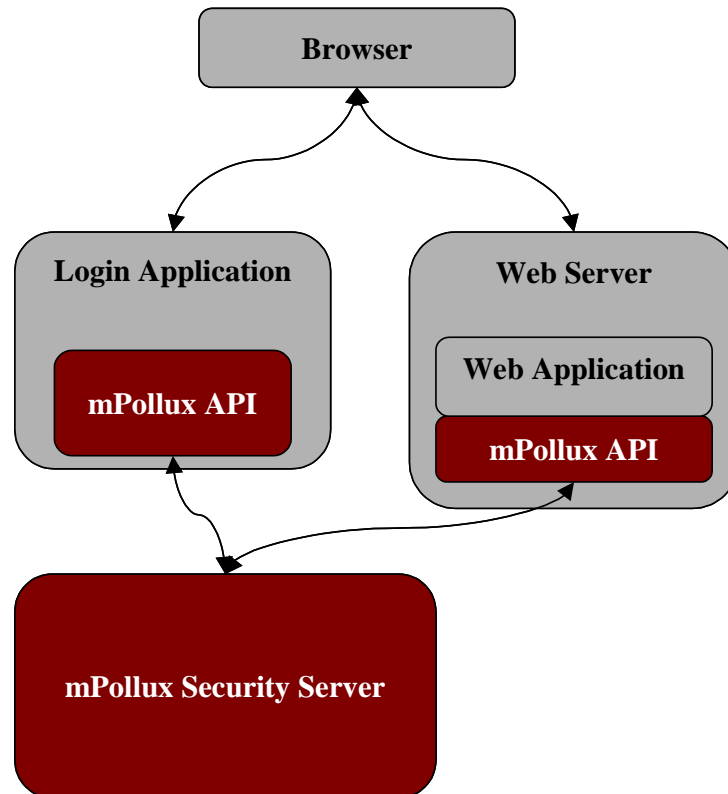 Browser
Login Application
Web Server
mPollux API
Web Application
mPollux API
mPollux Security Server